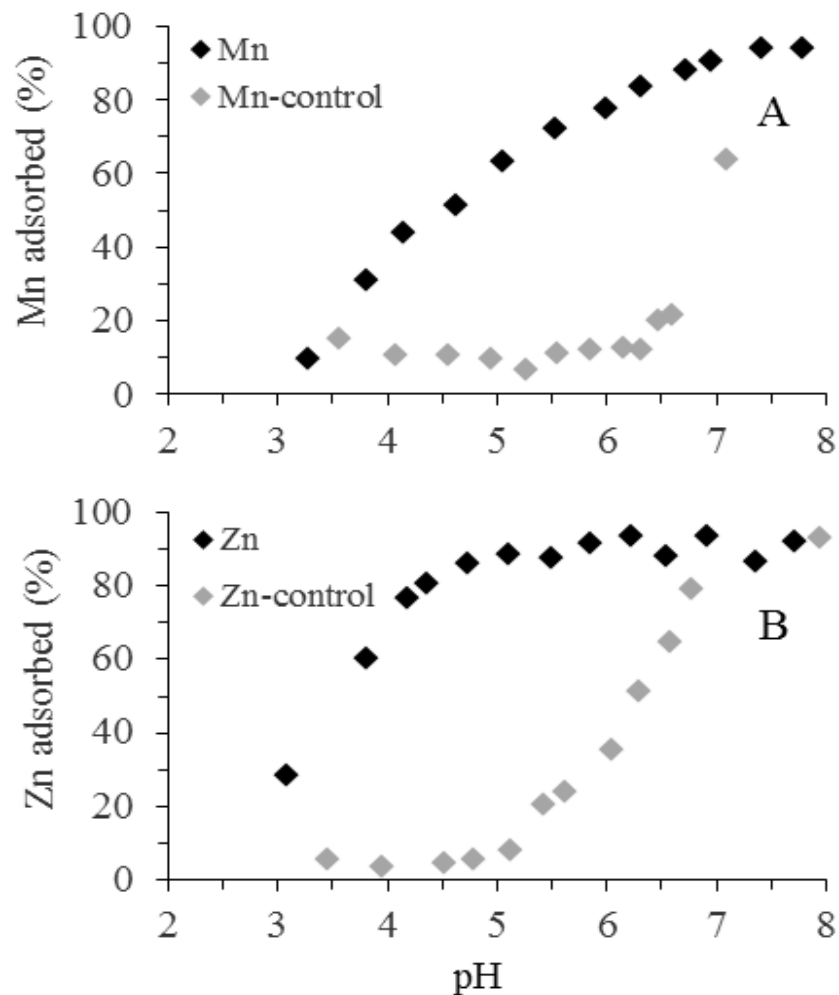 Mn adsorbed (%)
100
80
60
40
20
0
Mn
Mn-control
A
2 3 4 5 6 7 8
Zn adsorbed (%)
100
80
60
40
20
0
Zn
Zn-control
B
2 3 4 5 6 7 8
pH